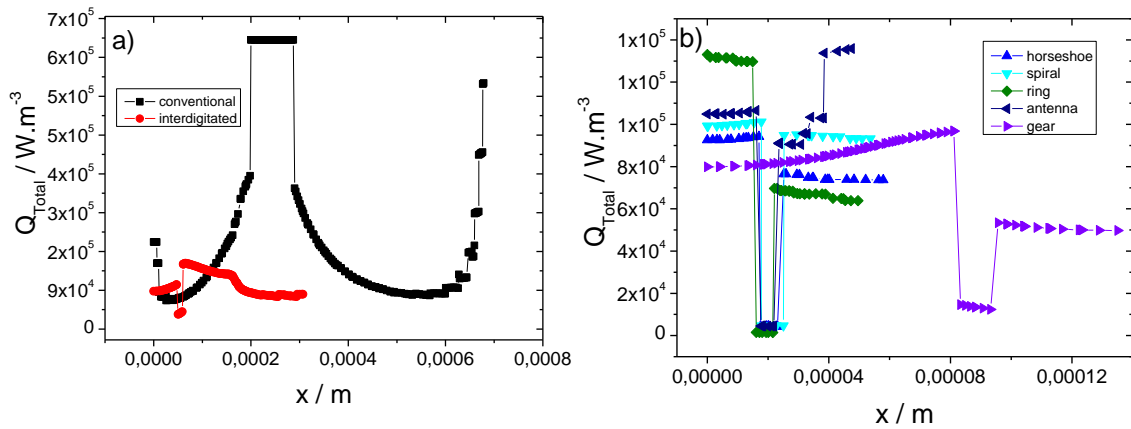 a)
Q_Total / W.m⁻³
7x10⁵
6x10⁵
5x10⁵
4x10⁵
3x10⁵
2x10⁵
9x10⁴
0
conventional
interdigitated
0,0000 0,0002 0,0004 0,0006 0,0008
x / m
b)
Q_Total / W.m⁻³
1x10⁵
1x10⁵
1x10⁵
8x10⁴
6x10⁴
4x10⁴
2x10⁴
0
horseshoe
spiral
ring
antenna
gear
0,00000 0,00004 0,00008 0,00012
x / m